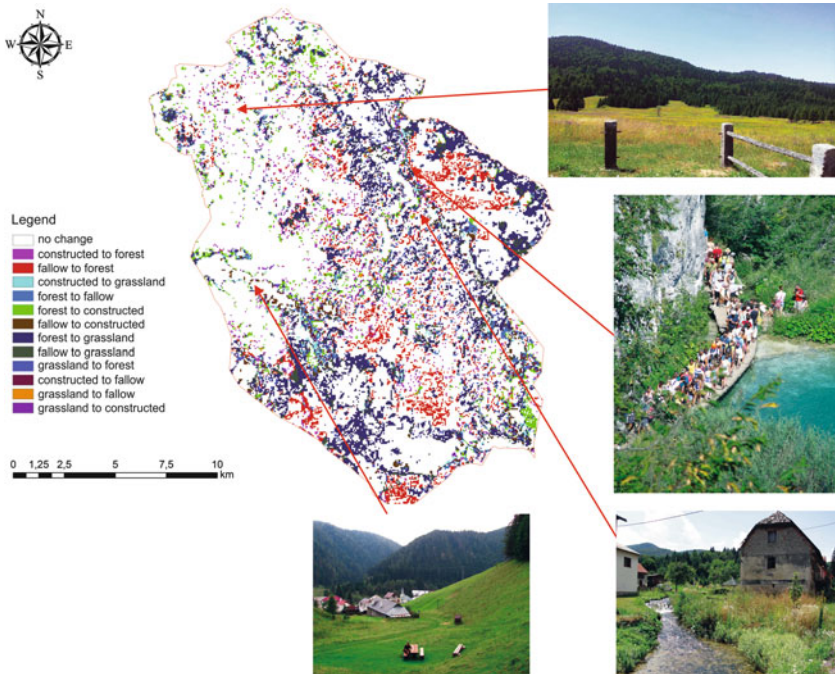 N
W E
S
Legend
no change
constructed to forest
fallow to forest
constructed to grassland
forest to fallow
forest to constructed
fallow to constructed
forest to grassland
fallow to grassland
grassland to forest
constructed to fallow
grassland to fallow
grassland to constructed
0 1,25 2,5 5 7,5 10
km